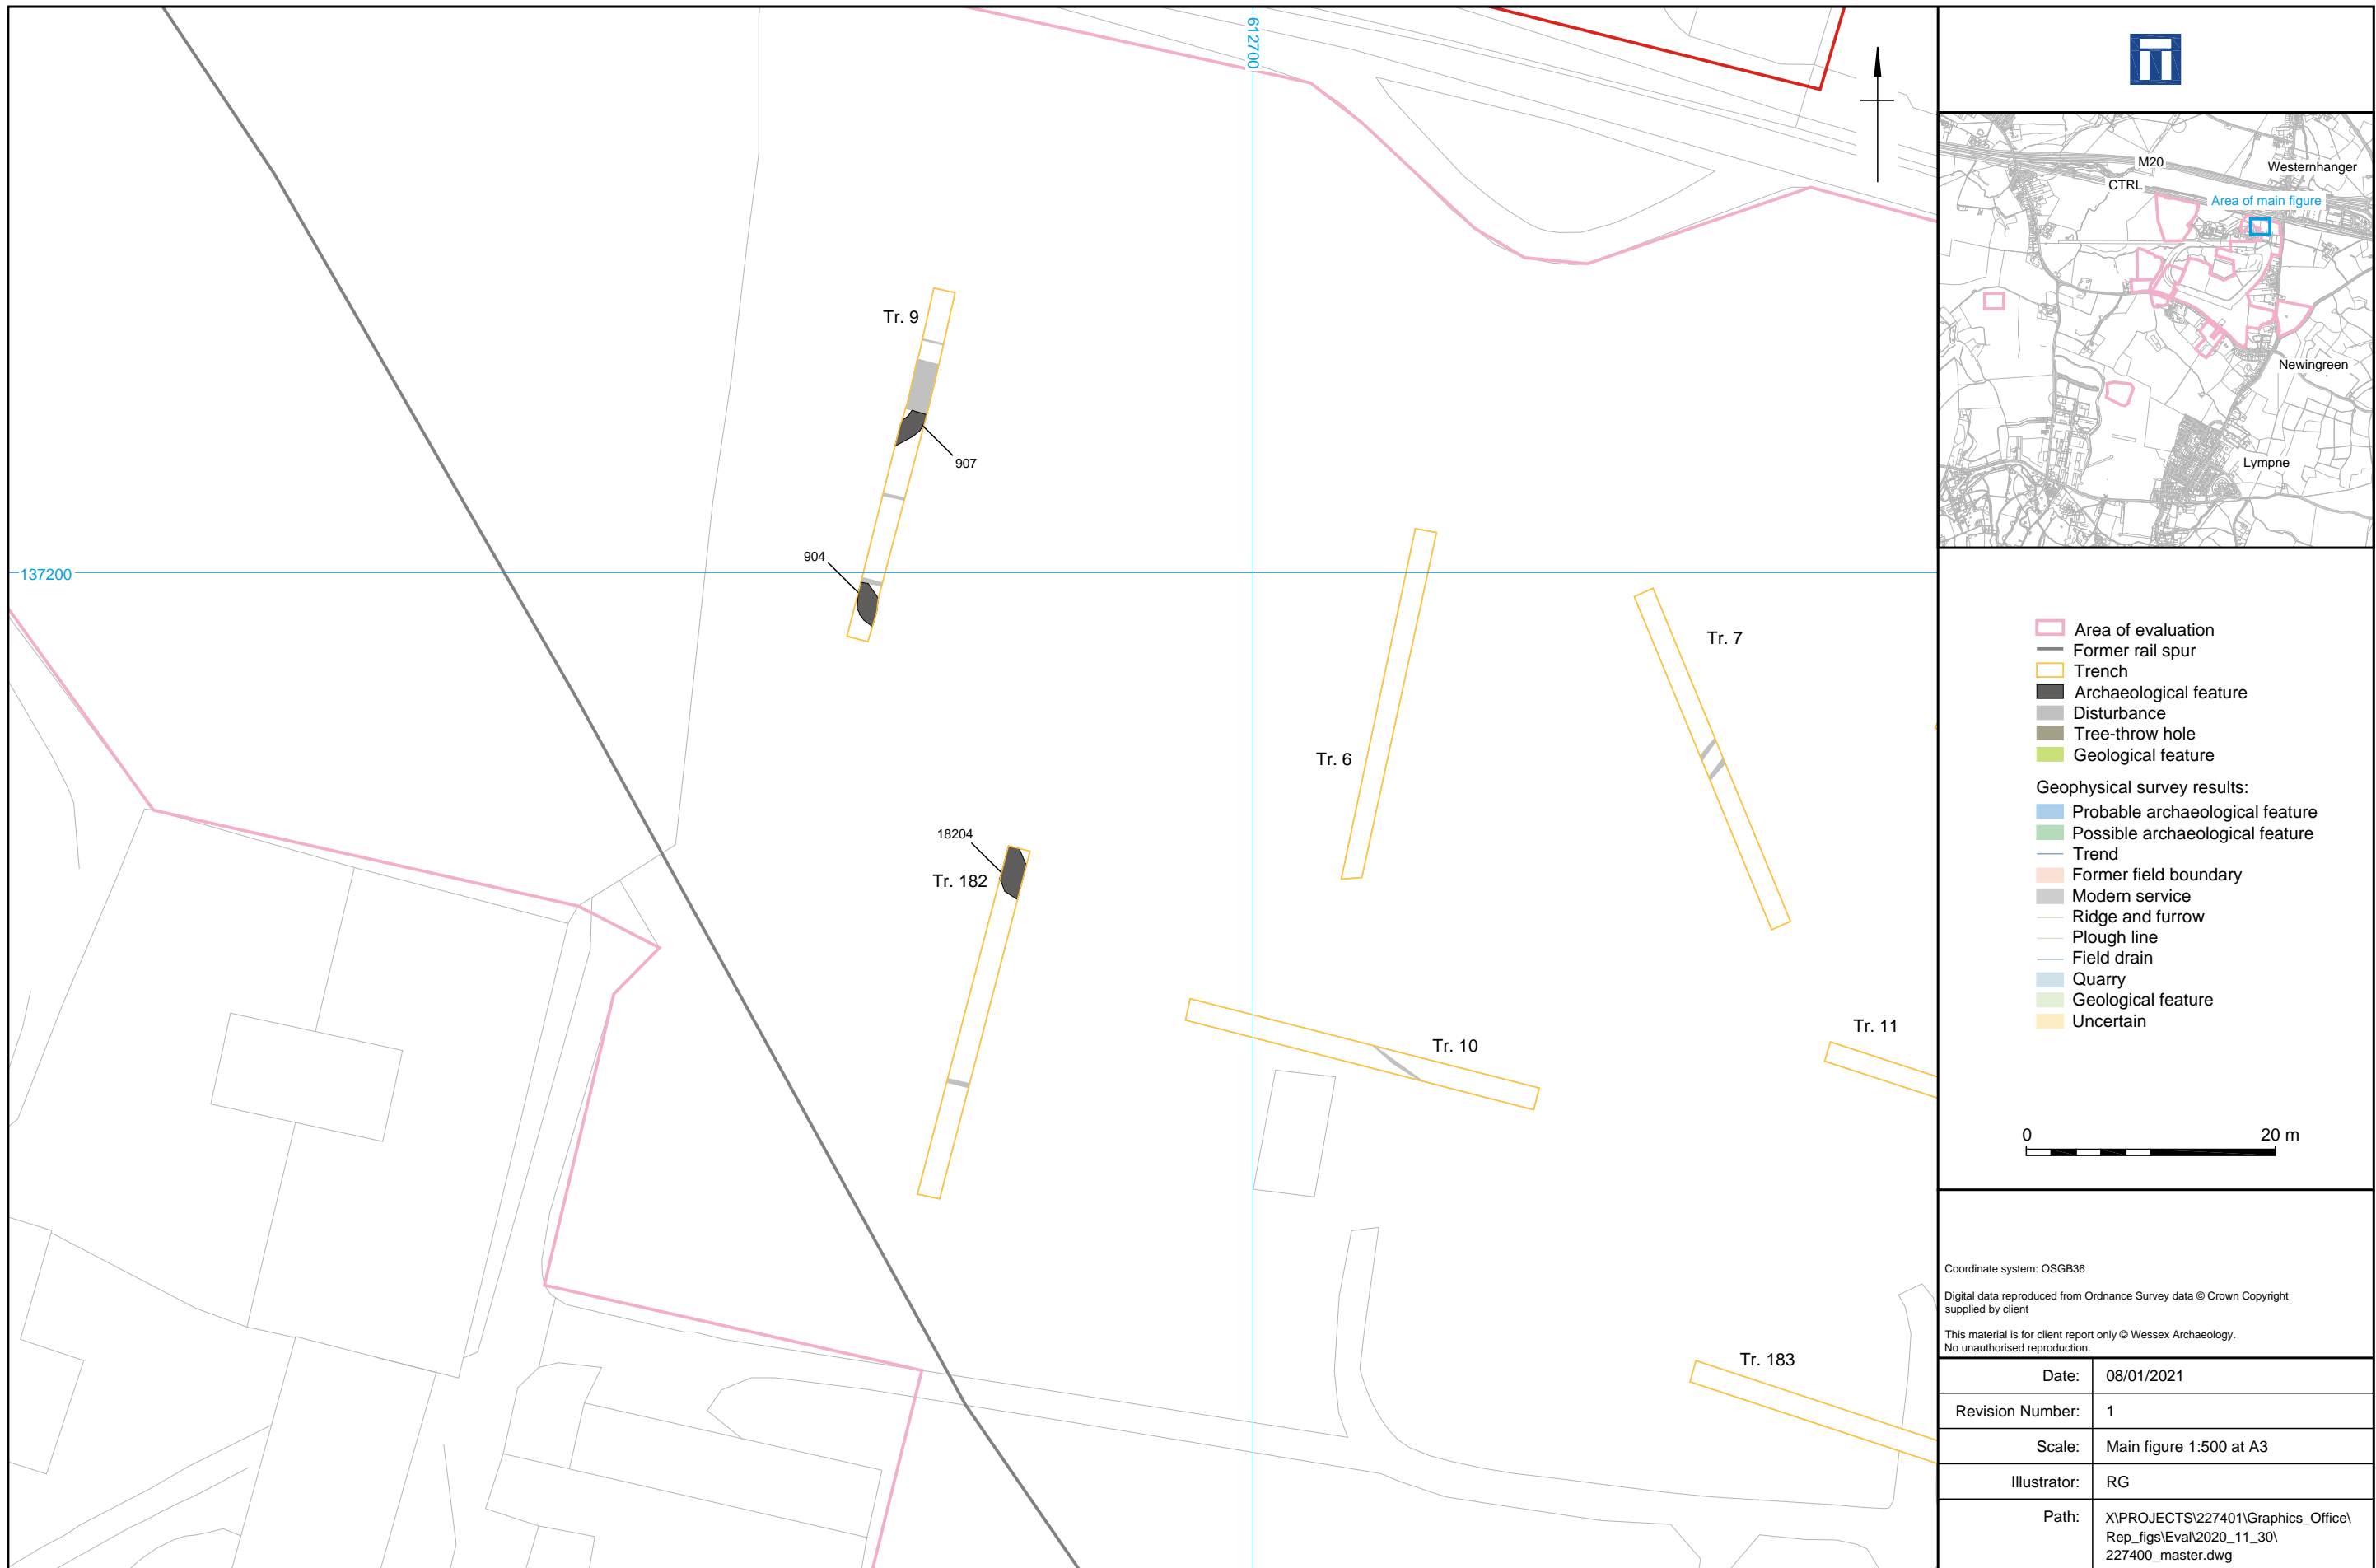 612700
137200
Tr. 9
907
904
Tr. 6
Tr. 7
18204
Tr. 182
Tr. 10
Tr. 11
Tr. 183
M20
Westernhanger
CTRL
Area of main figure
Newingreen
Lympne
Area of evaluation
Former rail spur
Trench
Archaeological feature
Disturbance
Tree-throw hole
Geological feature
Geophysical survey results:
Probable archaeological feature
Possible archaeological feature
Trend
Former field boundary
Modern service
Ridge and furrow
Plough line
Field drain
Quarry
Geological feature
Uncertain
0 20 m
Coordinate system: OSGB36
Digital data reproduced from Ordnance Survey data © Crown Copyright
supplied by client
This material is for client report only © Wessex Archaeology.
No unauthorised reproduction.
Date: 08/01/2021
Revision Number: 1
Scale: Main figure 1:500 at A3
Illustrator: RG
Path: X\PROJECTS\227401\Graphics_Office\
Rep_figs\Eval\2020_11_30\
227400_master.dwg